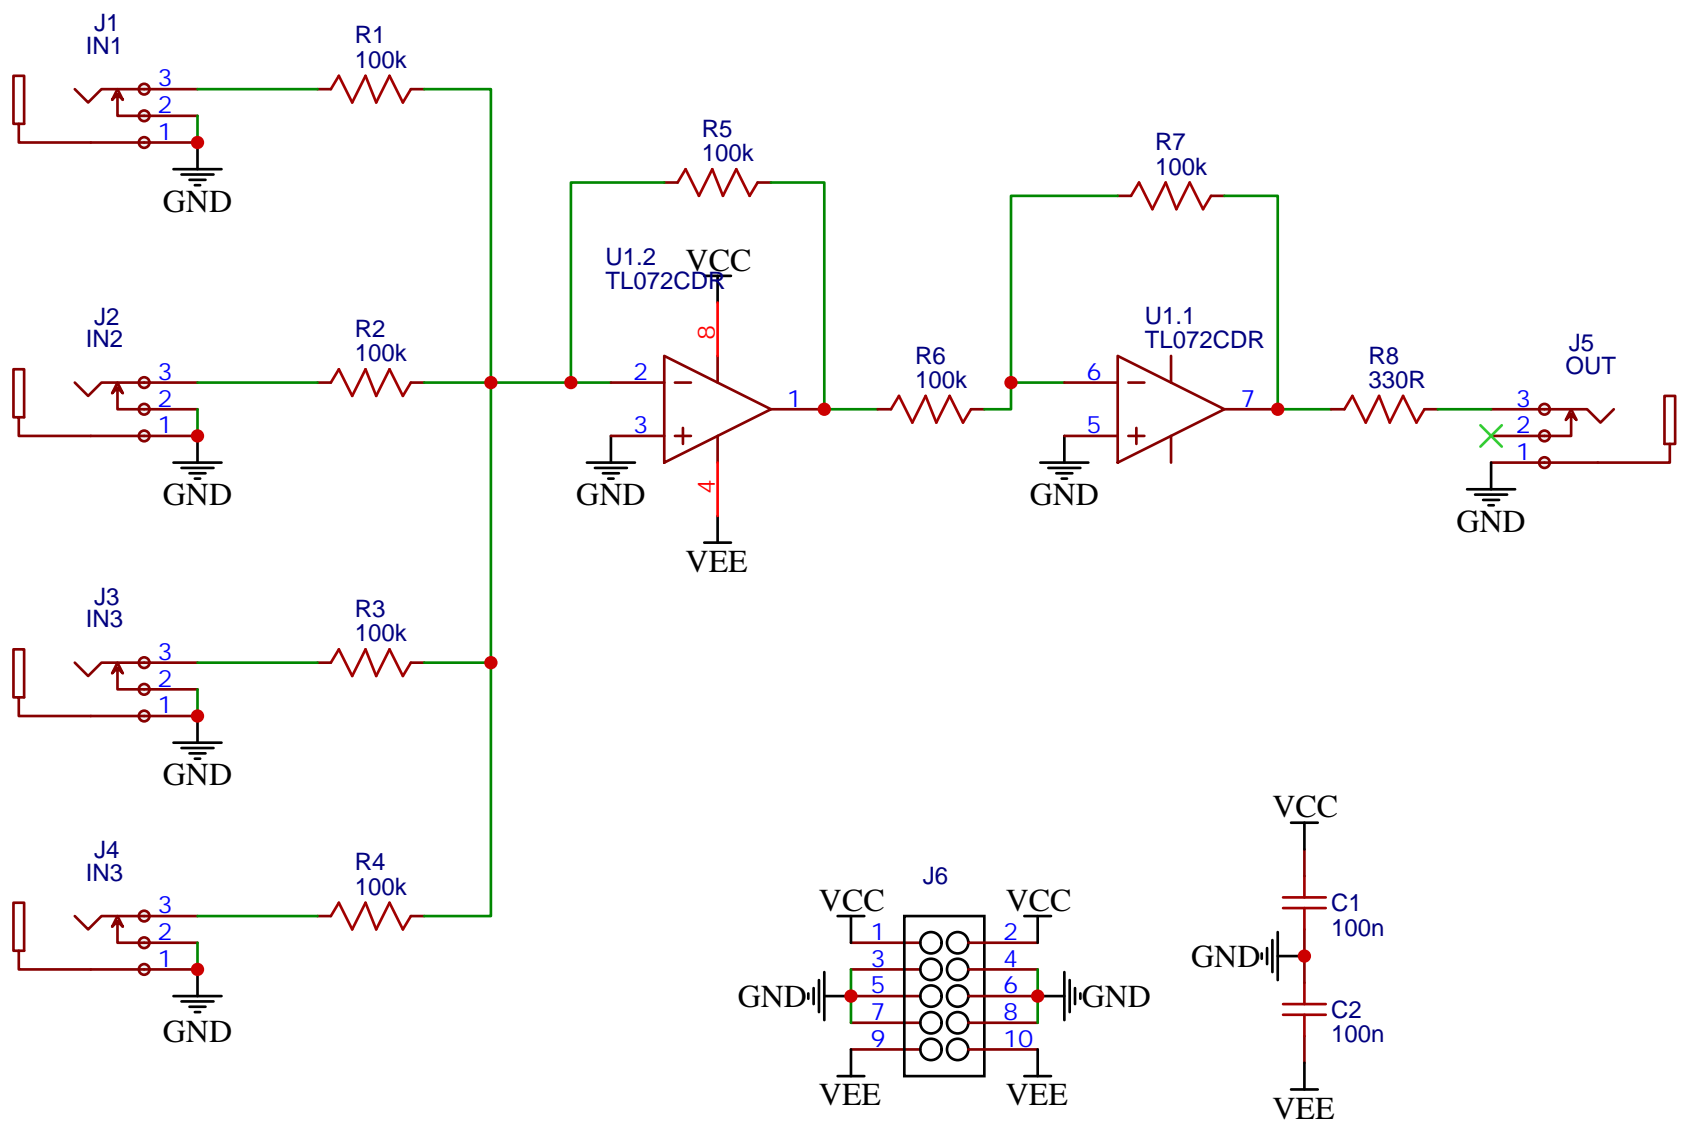 J1
IN1
3
2
1
GND
R1
100k
J2
IN2
3
2
1
GND
R2
100k
J3
IN3
3
2
1
GND
R3
100k
J4
IN3
3
2
1
GND
R4
100k
R5
100k
U1.2
TL072CDR
VCC
8
2
3
1
4
GND
VEE
R6
100k
R7
100k
U1.1
TL072CDR
6
5
7
GND
R8
330R
J5
OUT
3
2
1
GND
J6
VCC
VCC
1
2
3
4
GND
5
6
GND
7
8
9
10
VEE
VEE
VCC
C1
100n
GND
C2
100n
VEE